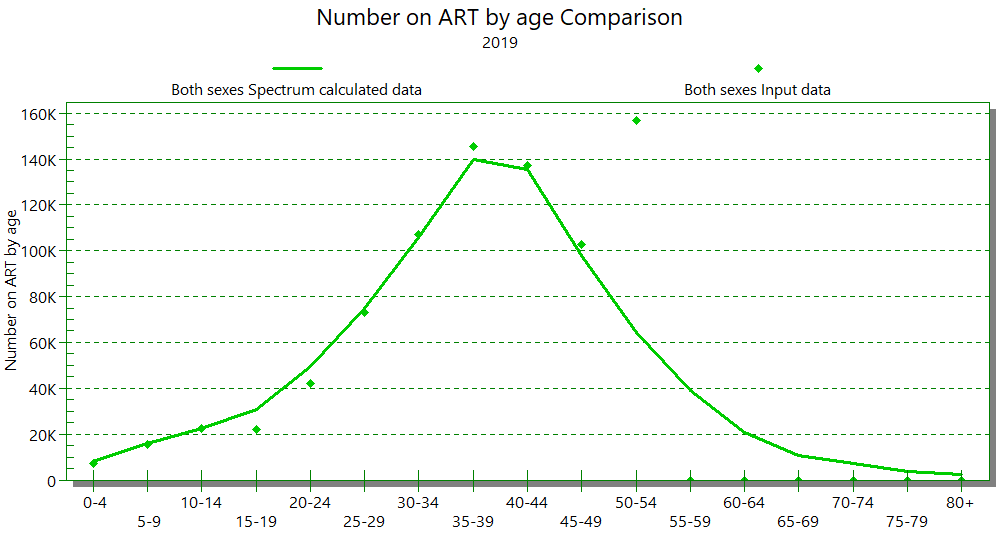 Number on ART by age Comparison
2019
Both sexes Spectrum calculated data
Both sexes Input data
Number on ART by age
160K
140K
120K
100K
80K
60K
40K
20K
0
0-4
5-9
10-14
15-19
20-24
25-29
30-34
35-39
40-44
45-49
50-54
55-59
60-64
65-69
70-74
75-79
80+